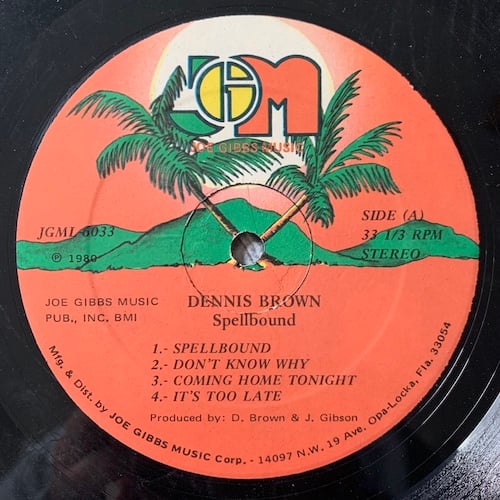 JGM
JOE GIBBS MUSIC
JGML-6033
℗ 1980
SIDE (A)
33 1/3 RPM
STEREO
JOE GIBBS MUSIC
PUB., INC. BMI
DENNIS BROWN
Spellbound
1.- SPELLBOUND
2.- DON'T KNOW WHY
3.- COMING HOME TONIGHT
4.- IT'S TOO LATE
Produced by: D. Brown & J. Gibson
Mfg. & Dist. by JOE GIBBS MUSIC Corp. - 14097 N.W. 19 Ave. Opa-Locka, Fla. 33054